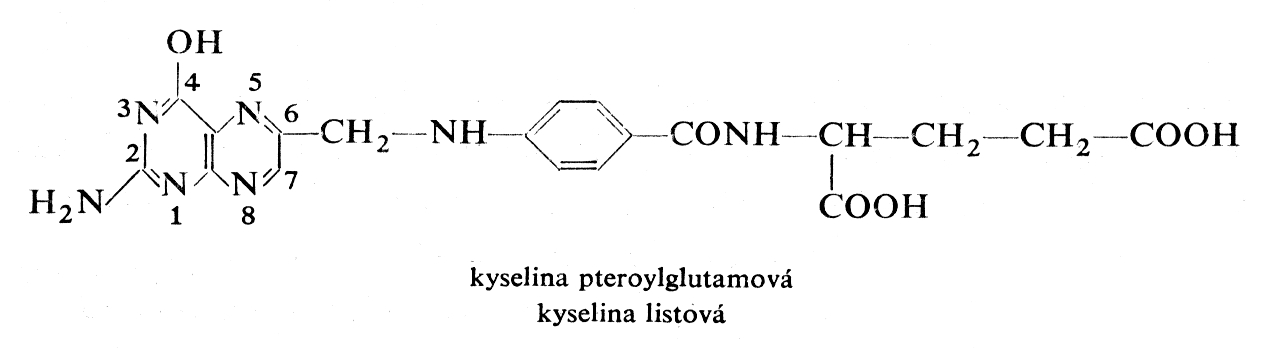 OH
4
5
3 N
N
6
CH₂—NH
CONH—CH—CH₂—CH₂—COOH
2
7
H₂N
N
N
1
8
COOH
kyselina pteroylglutamová
kyselina listová